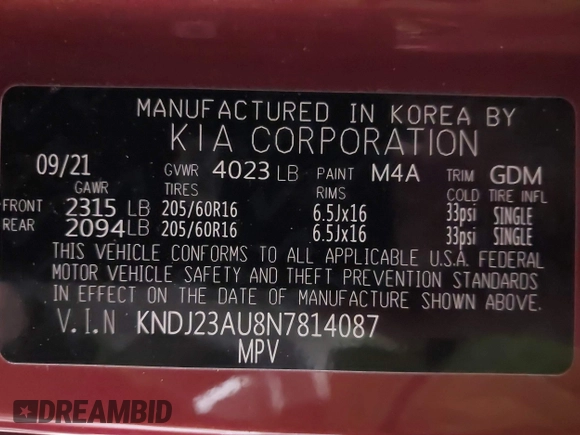 MANUFACTURED IN KOREA BY
KIA CORPORATION
09/21 GVWR 4023 LB PAINT M4A TRIM GDM
GAWR TIRES RIMS COLD TIRE INFL
FRONT 2315 LB 205/60R16 6.5Jx16 33psi SINGLE
REAR 2094 LB 205/60R16 6.5Jx16 33psi SINGLE
THIS VEHICLE CONFORMS TO ALL APPLICABLE U.S.A. FEDERAL
MOTOR VEHICLE SAFETY AND THEFT PREVENTION STANDARDS
IN EFFECT ON THE DATE OF MANUFACTURE SHOWN ABOVE.
V.I.N KNDJ23AU8N7814087
MPV
DREAMBID